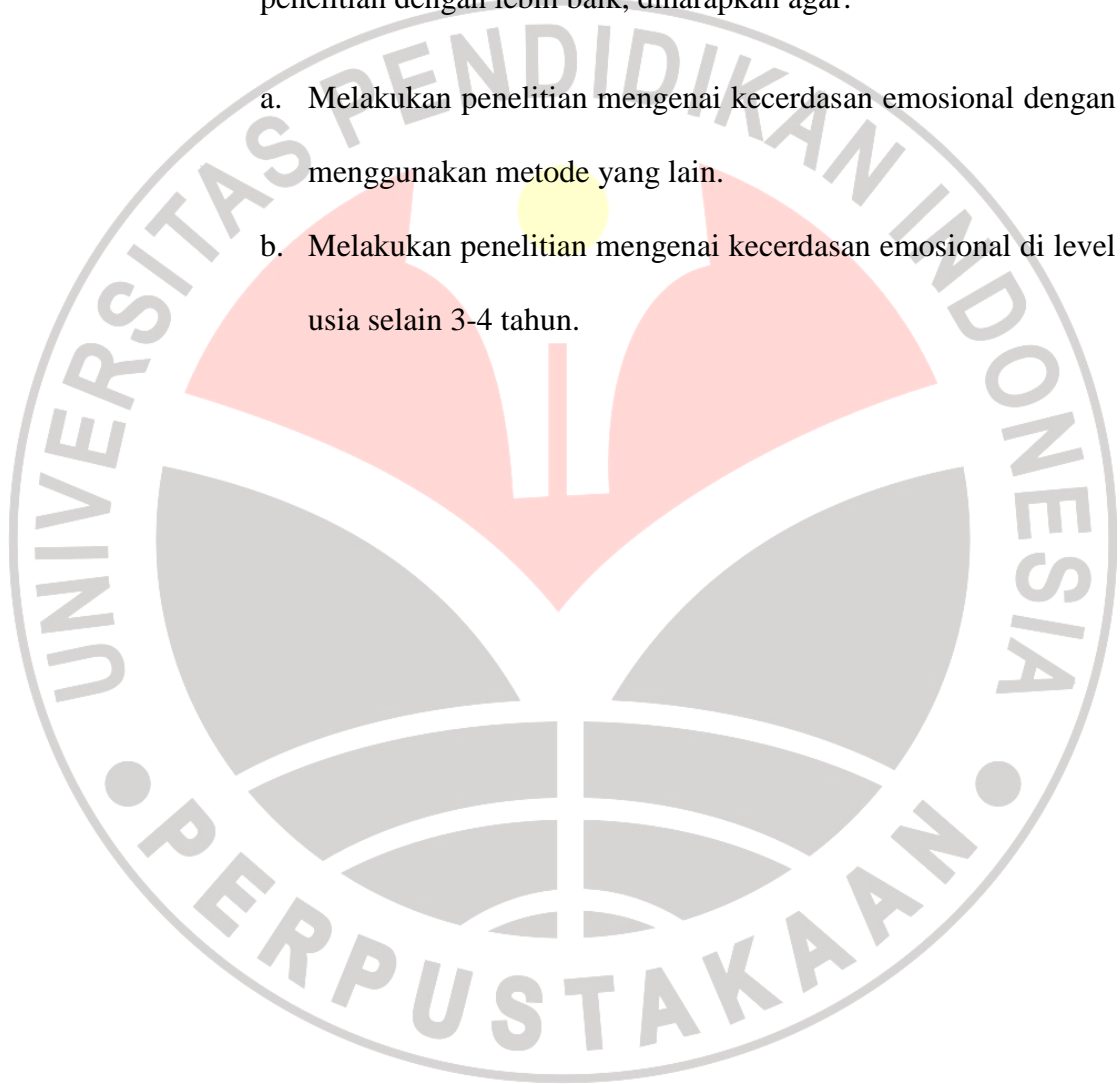 penelitian dengan lebih baik, diharapkan agar:
a. Melakukan penelitian mengenai kecerdasan emosional dengan
menggunakan metode yang lain.
b. Melakukan penelitian mengenai kecerdasan emosional di level
usia selain 3-4 tahun.
UNIVERSITAS PENDIDIKAN INDONESIA
PERPUSTAKAAN